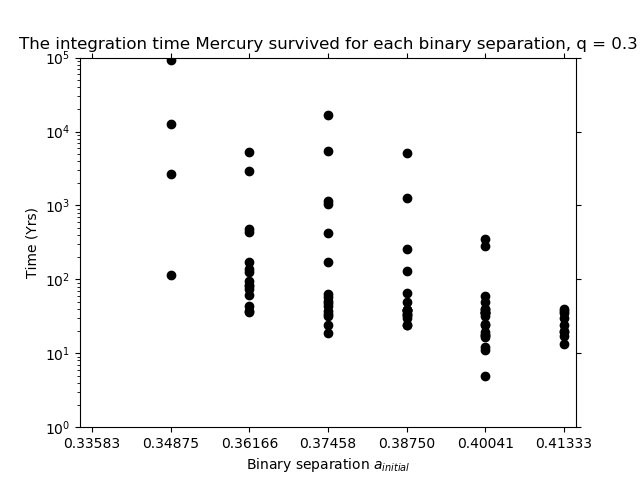 The integration time Mercury survived for each binary separation, q = 0.3
10^5
10^4
10^3
10^2
10^1
10^0
Time (Yrs)
0.33583 0.34875 0.36166 0.37458 0.38750 0.40041 0.41333
Binary separation a_initial